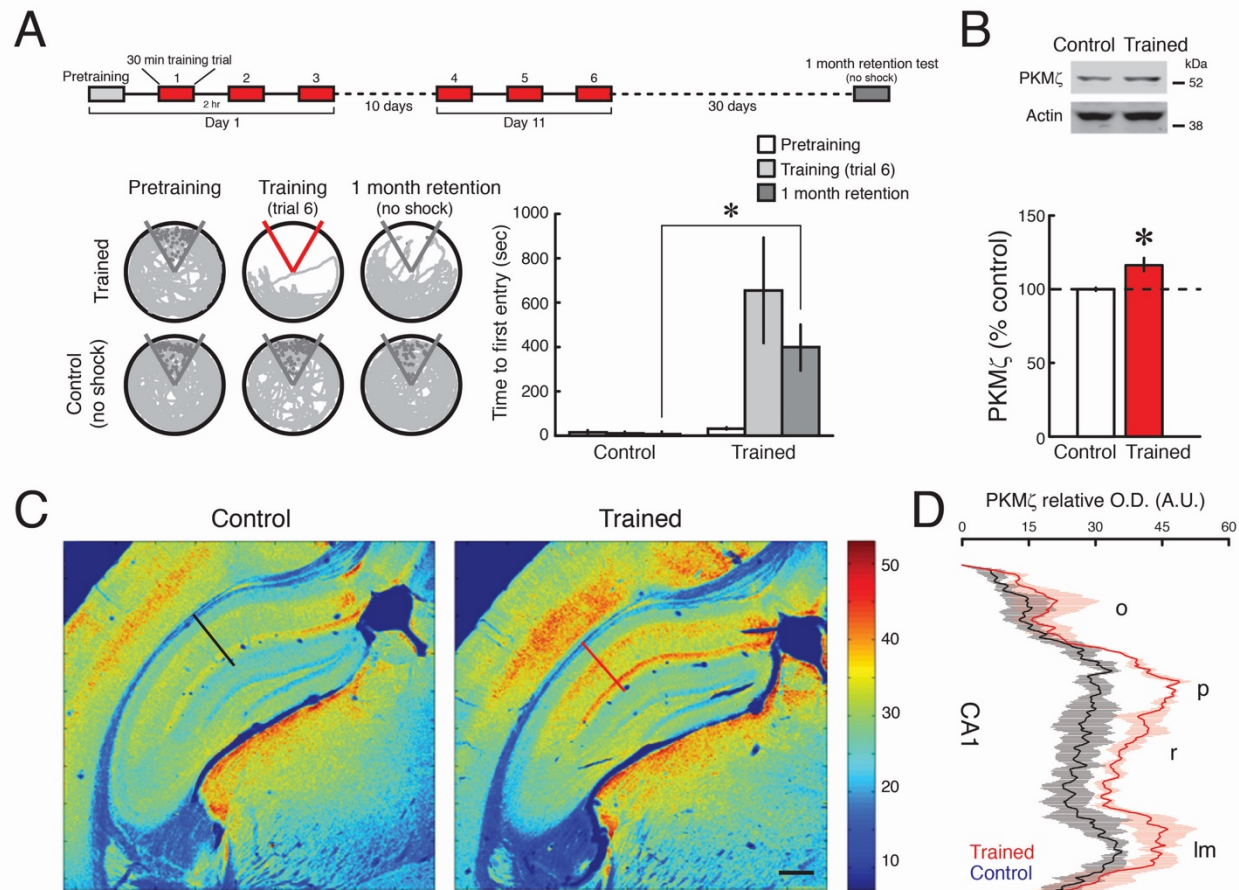 A
30 min training trial
Pretraining
1
2
3
4
5
6
1 month retention test
(no shock)
2 hr
10 days
30 days
Day 1
Day 11
Pretraining
Training
(trial 6)
1 month retention
(no shock)
Trained
Control
(no shock)
Pretraining
Training (trial 6)
1 month retention
*
Time to first entry (sec)
1000
800
600
400
200
0
Control
Trained
B
Control Trained
kDa
PKMζ
52
Actin
38
PKMζ (% control)
150
100
50
0
*
Control Trained
C
Control
Trained
50
40
30
20
10
D
PKMζ relative O.D. (A.U.)
0 15 30 45 60
o
p
r
lm
CA1
Trained
Control